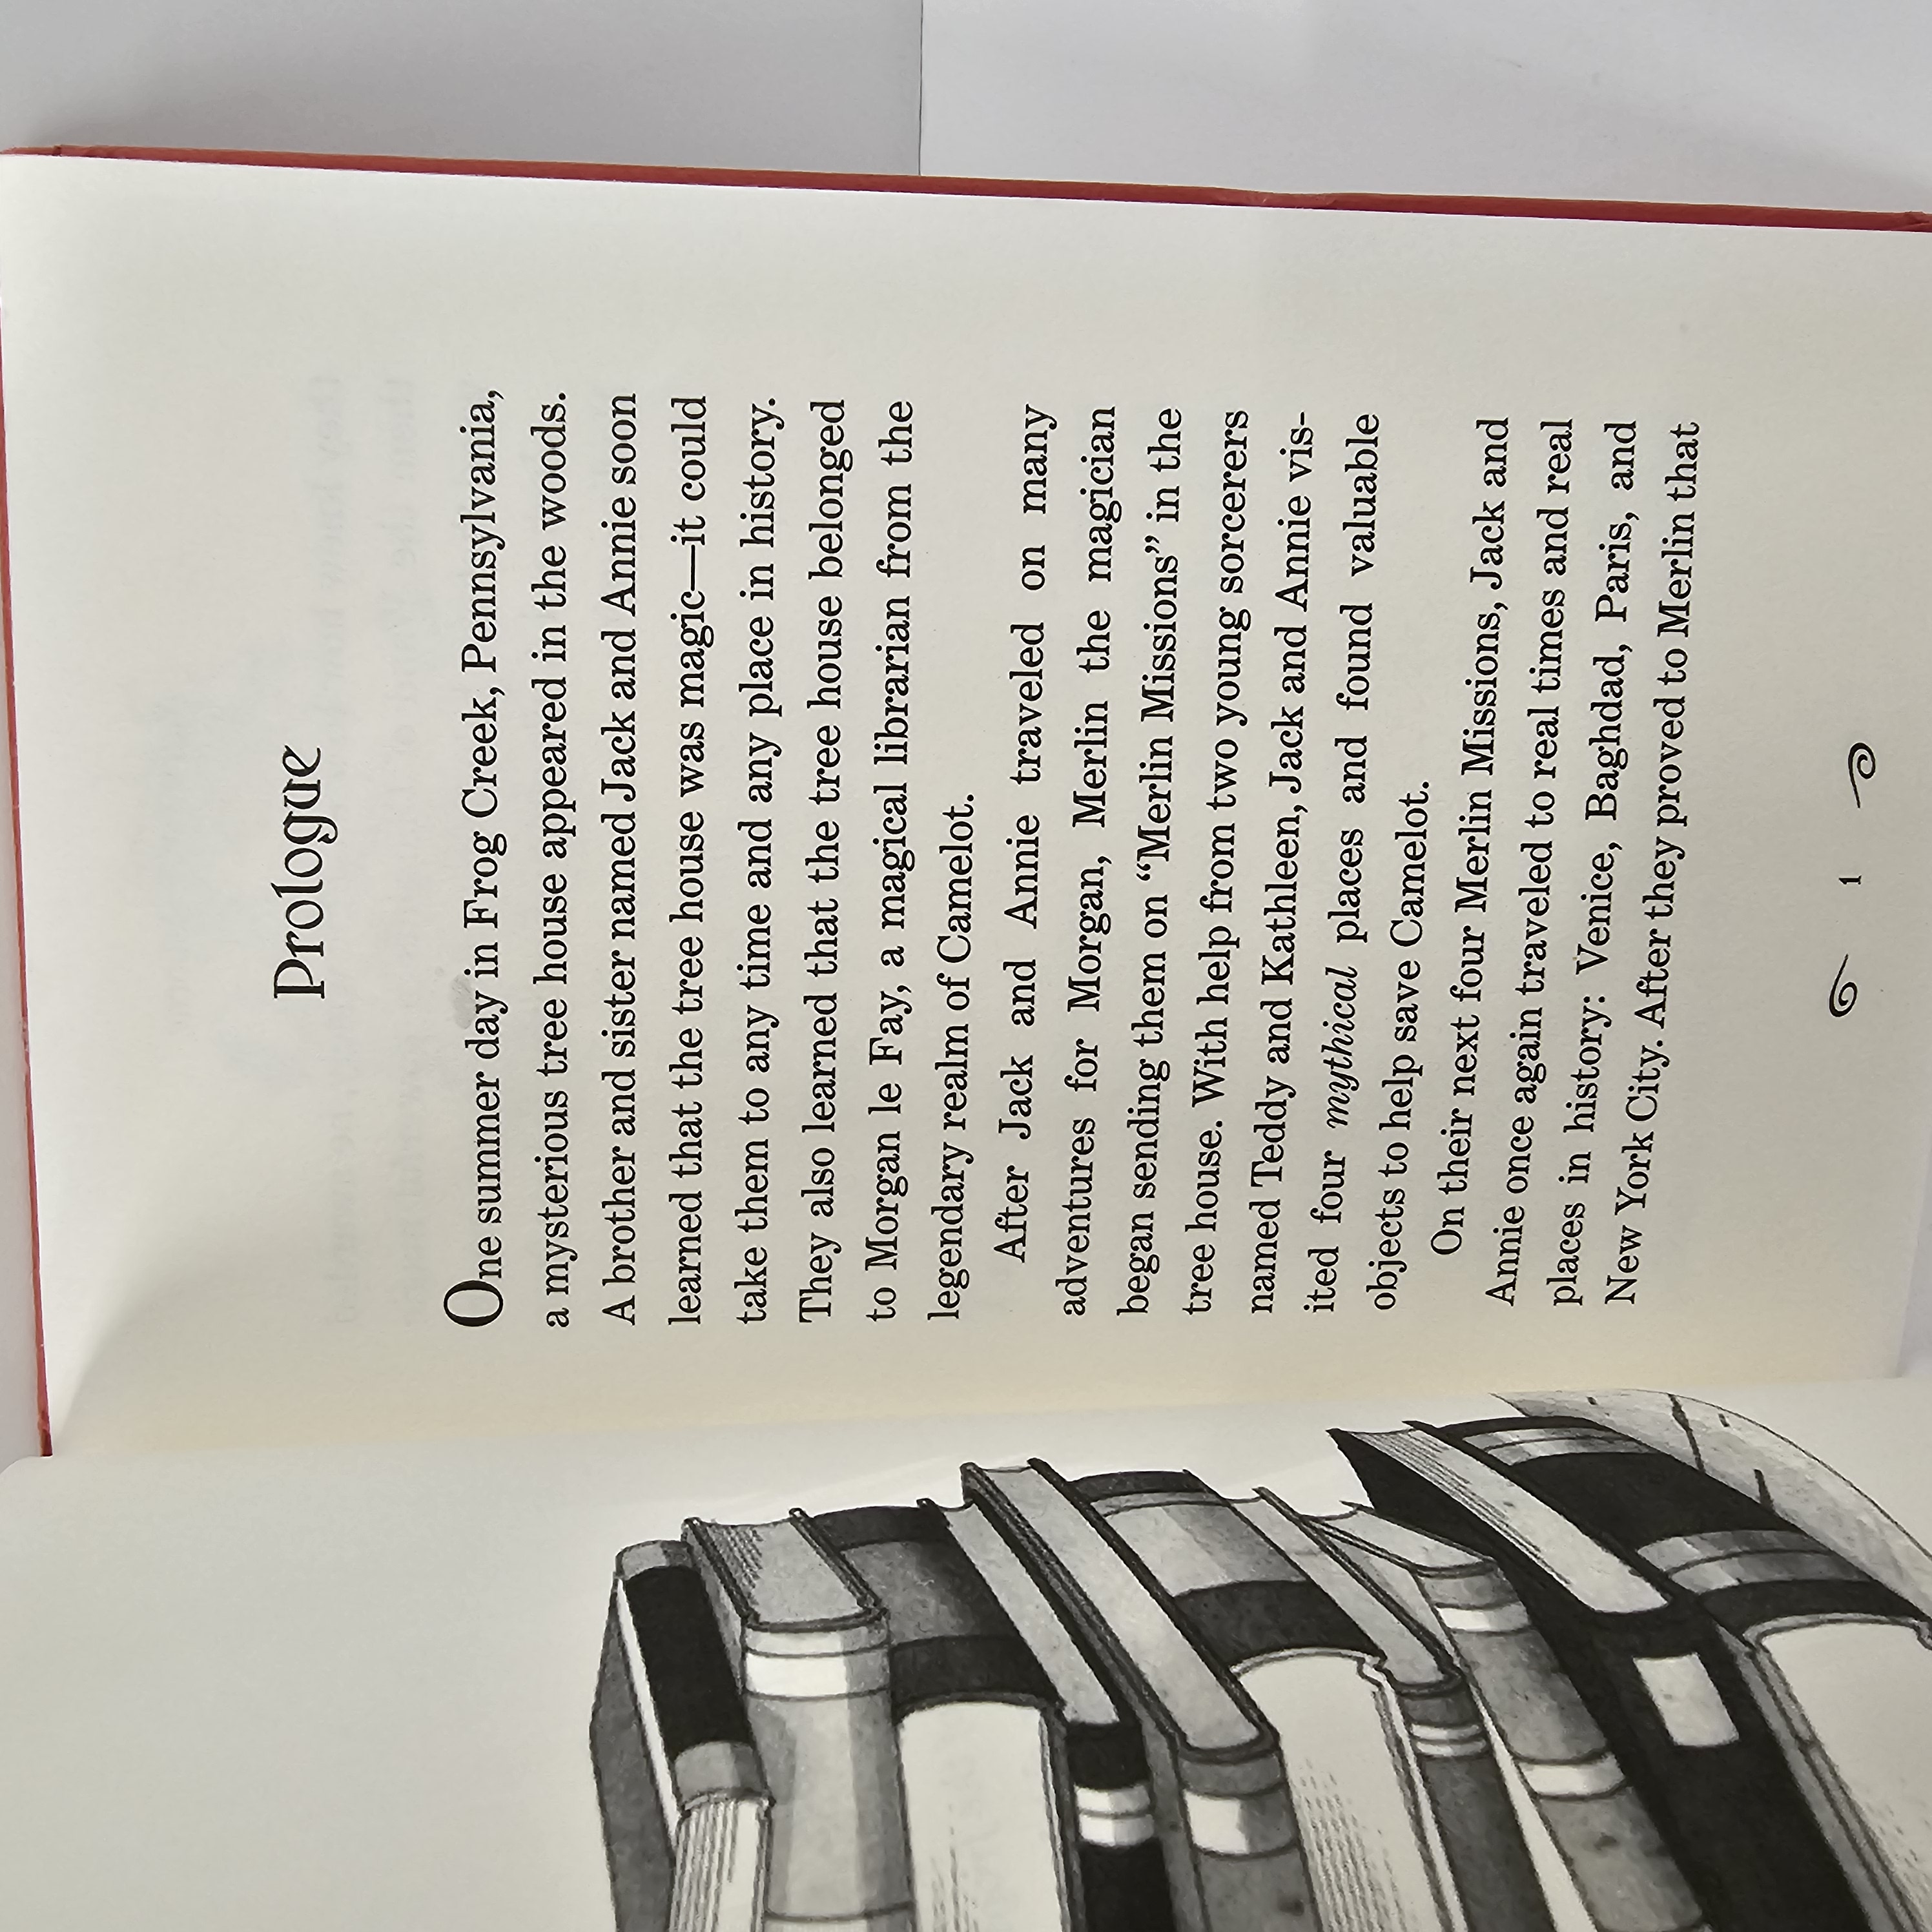 Prologue
One summer day in Frog Creek, Pennsylvania,
a mysterious tree house appeared in the woods.
A brother and sister named Jack and Annie soon
learned that the tree house was magic—it could
take them to any time and any place in history.
They also learned that the tree house belonged
to Morgan le Fay, a magical librarian from the
legendary realm of Camelot.
After Jack and Annie traveled on many
adventures for Morgan, Merlin the magician
began sending them on “Merlin Missions” in the
tree house. With help from two young sorcerers
named Teddy and Kathleen, Jack and Annie vis-
ited four mythical places and found valuable
objects to help save Camelot.
On their next four Merlin Missions, Jack and
Annie once again traveled to real times and real
places in history: Venice, Baghdad, Paris, and
New York City. After they proved to Merlin that
1